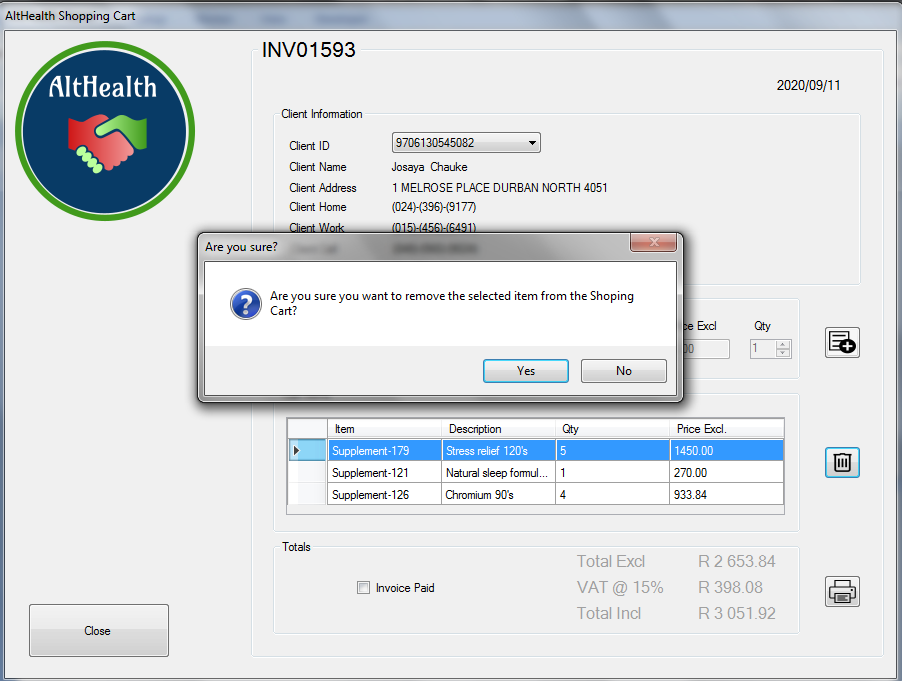 AltHealth Shopping Cart
AltHealth
INV01593
2020/09/11
Client Information
Client ID 9706130545082
Client Name Josaya Chauke
Client Address 1 MELROSE PLACE DURBAN NORTH 4051
Client Home (024)-(396)-(9177)
Client Work (015)-(456)-(6491)
Are you sure?
Are you sure you want to remove the selected item from the Shoping
Cart?
Yes No
Excl Qty
1
Item Description Qty Price Excl.
Supplement-179 Stress relief 120's 5 1450.00
Supplement-121 Natural sleep formul... 1 270.00
Supplement-126 Chromium 90's 4 933.84
Totals
Total Excl R 2 653.84
Invoice Paid VAT @ 15% R 398.08
Total Incl R 3 051.92
Close